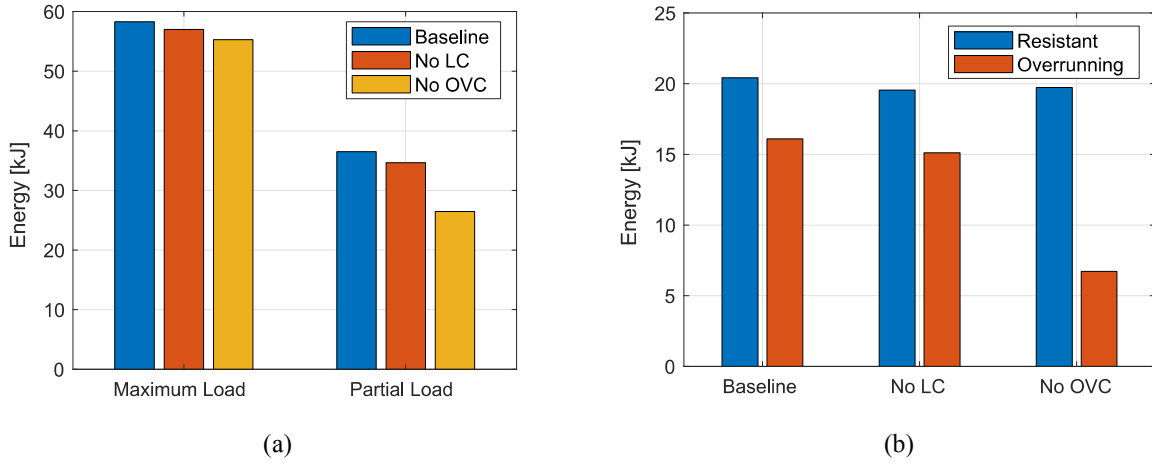 60
50
40
30
20
10
0
Energy [kJ]
Baseline
No LC
No OVC
Maximum Load
Partial Load
(a)
25
20
15
10
5
0
Energy [kJ]
Resistant
Overrunning
Baseline
No LC
No OVC
(b)